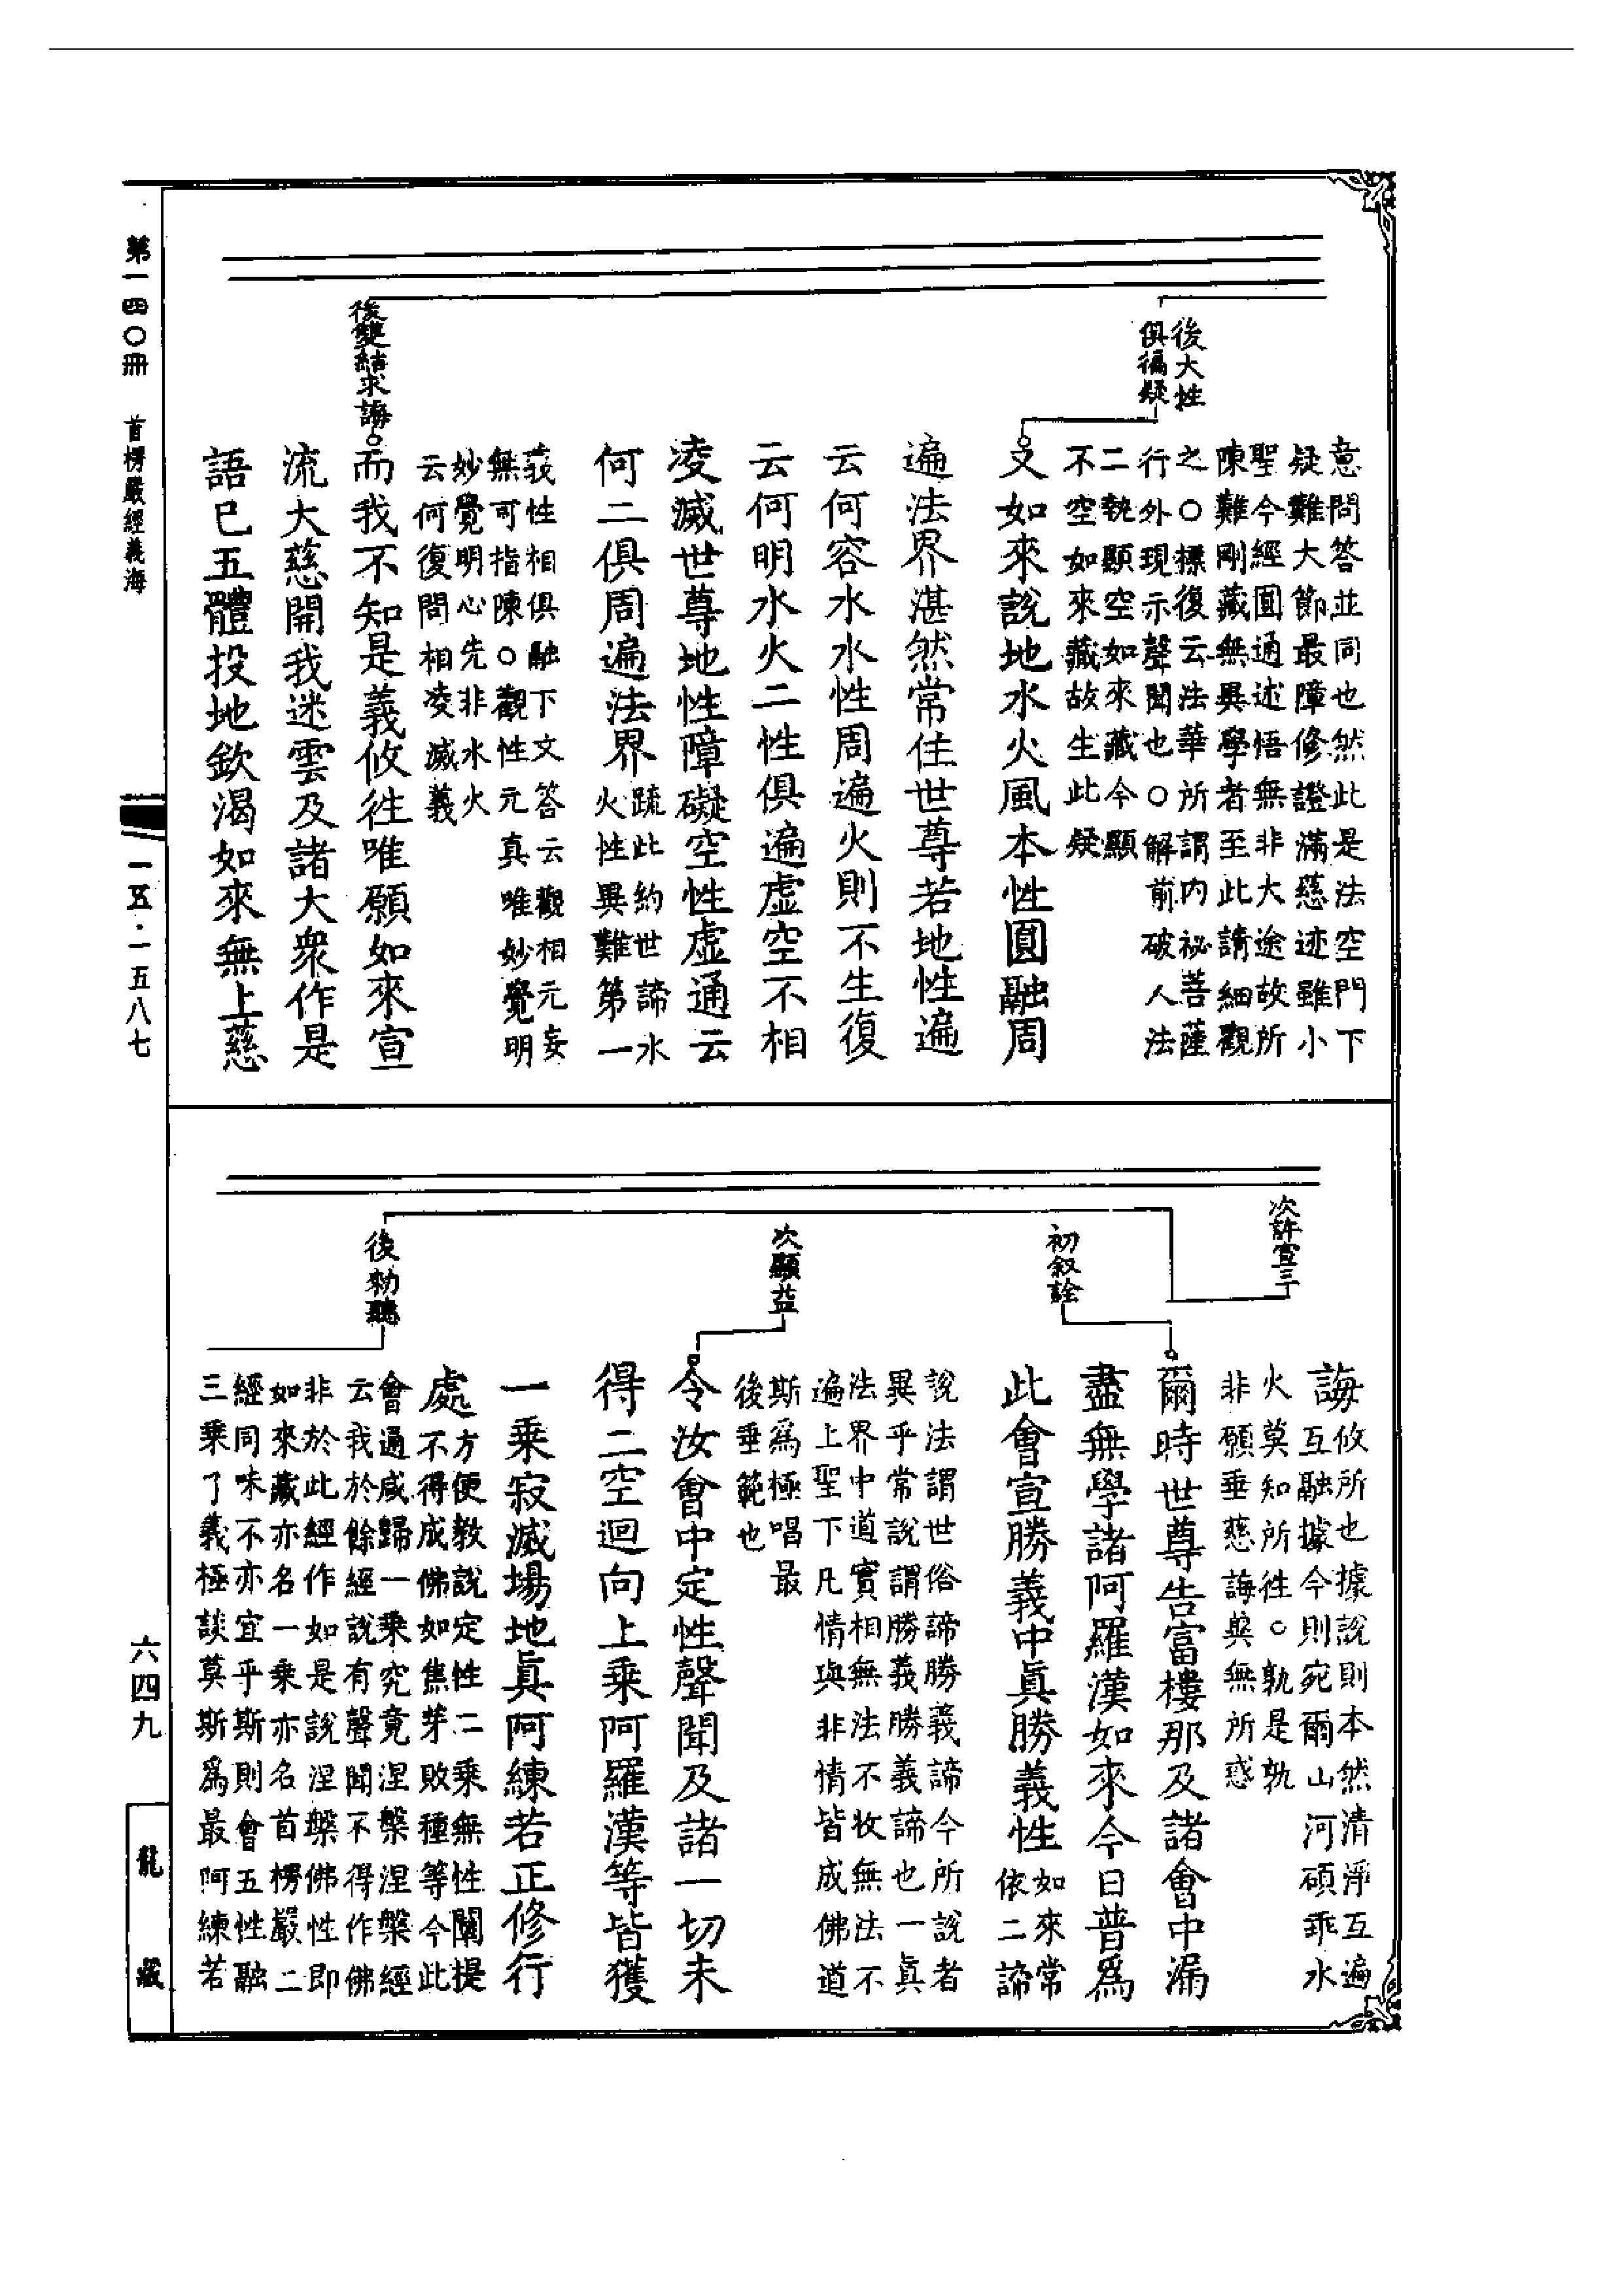 意問答並同也然此是法空門下
疑難大節最障修證滿慈迹雖小
聖今經圓通述悟無非大途故所
陳難剛藏無異學者至此請細觀
之○標復云法華所謂內祕菩薩
行外現示聲聞也○解前破人法
二執顯空如來藏今顯
不空如來藏故生此疑
後大性
俱徧疑
又如來說地水火風本性圓融周
遍法界湛然常住世尊若地性遍
云何容水水性周遍火則不生復
云何明水火二性俱遍虛空不相
凌滅世尊地性障礙空性虛通云
何二俱周遍法界
疏此約世諦水
火性異難第一
義性相俱融下文答云觀相元妄
無可指陳○觀性元真唯妙覺明
妙覺明心先非水火
云何復問相凌滅義
後雙結求誨
而我不知是義攸往唯願如來宣
流大慈開我迷雲及諸大眾作是
語已五體投地欽渴如來無上慈
第一四○冊 首楞嚴經義海
一五·一五八七
次許宣三
誨
攸所也據說則本然清淨互遍
互融據今則宛爾山河碩乖水
火莫知所往○孰是孰
非願垂慈誨與無所惑
初叙詮
爾時世尊告富樓那及諸會中漏
盡無學諸阿羅漢如來今日普為
此會宣勝義中真勝義性
如來常
依二諦
說法謂世俗諦勝義諦今所說者
異乎常說謂勝義勝義諦也一真
法界中道實相無法不收無法不
遍上聖下凡情與非情皆成佛道
斯為極唱最
後垂範也
次顯益
令汝會中定性聲聞及諸一切未
得二空迴向上乘阿羅漢等皆獲
一乘寂滅場地真阿練若正修行
處
方便教說定性二乘無性闡提
不得成佛如焦芽敗種等今此
會通咸歸一乘究竟涅槃涅槃經
云我於餘經說有聲聞不得作佛
非於此經作如是說涅槃佛性即
如來藏亦名一乘亦名首楞嚴二
經同味不亦宜乎斯則會五性融
三乘了義極談莫斯為最阿練若
後勑聽
六四九
龍藏